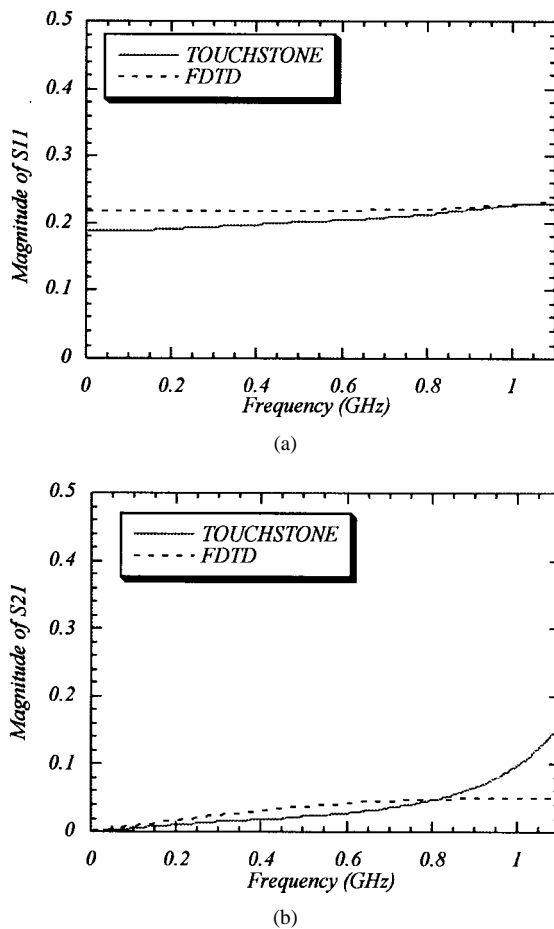 0.5
TOUCHSTONE
FDTD
0.4
0.3
0.2
0.1
0
Magnitude of S11
0 0.2 0.4 0.6 0.8 1
Frequency (GHz)
(a)
0.5
TOUCHSTONE
FDTD
0.4
0.3
0.2
0.1
0
Magnitude of S21
0 0.2 0.4 0.6 0.8 1
Frequency (GHz)
(b)